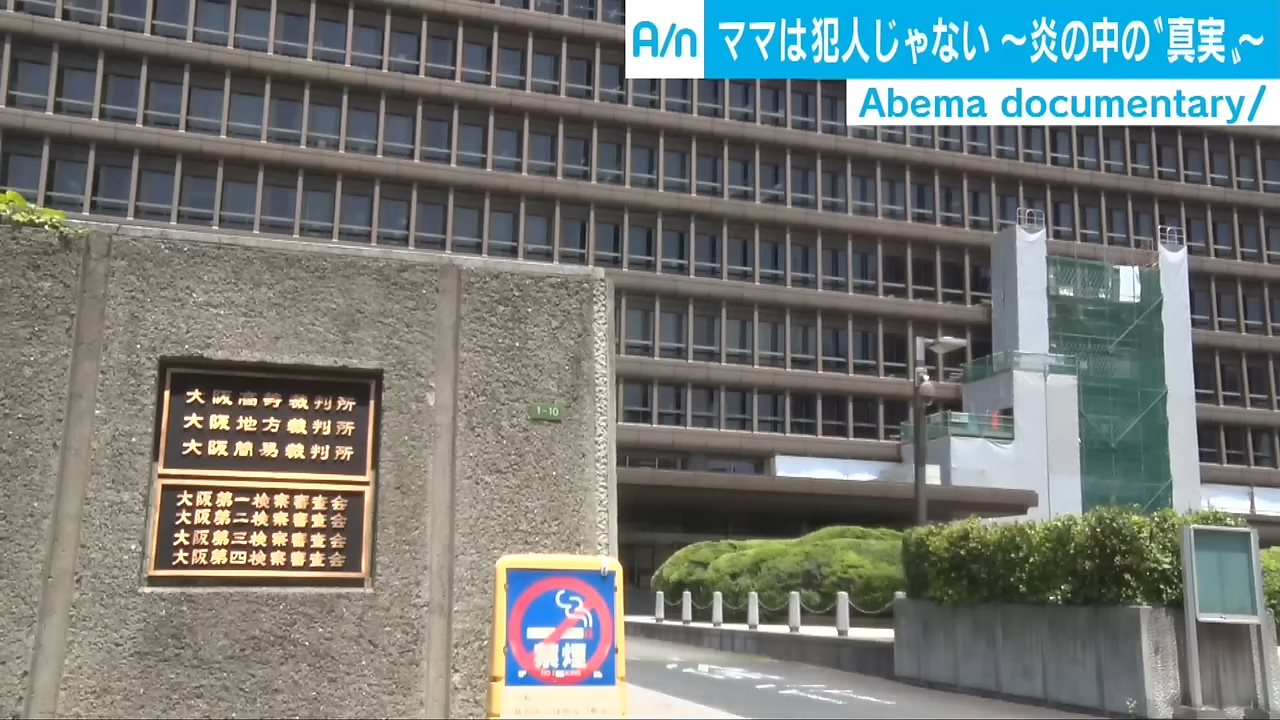 A/n
ママは犯人じゃない ～炎の中の〝真実〟～
Abema documentary/
大阪高等裁判所
大阪地方裁判所
大阪簡易裁判所
1-10
大阪第一検察審査会
大阪第二検察審査会
大阪第三検察審査会
大阪第四検察審査会
禁煙
NO SMOKING